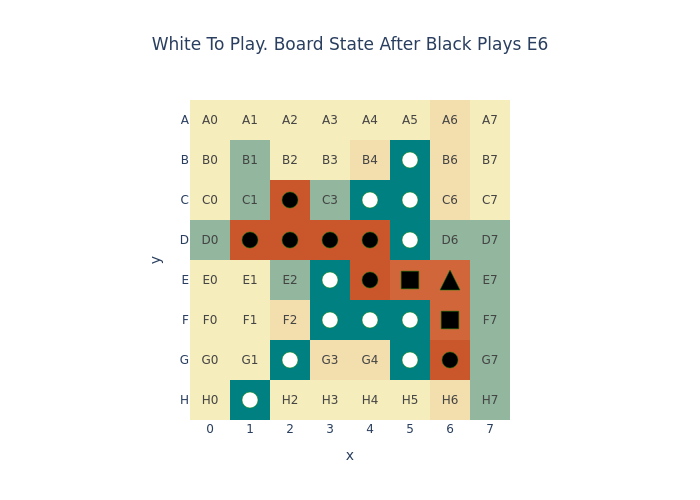 White To Play. Board State After Black Plays E6
A A0 A1 A2 A3 A4 A5 A6 A7
B B0 B1 B2 B3 B4 B6 B7
C C0 C1 C3 C6 C7
D D0 D6 D7
y
E E0 E1 E2 E7
F F0 F1 F2 F7
G G0 G1 G3 G4 G7
H H0 H2 H3 H4 H5 H6 H7
0 1 2 3 4 5 6 7
x